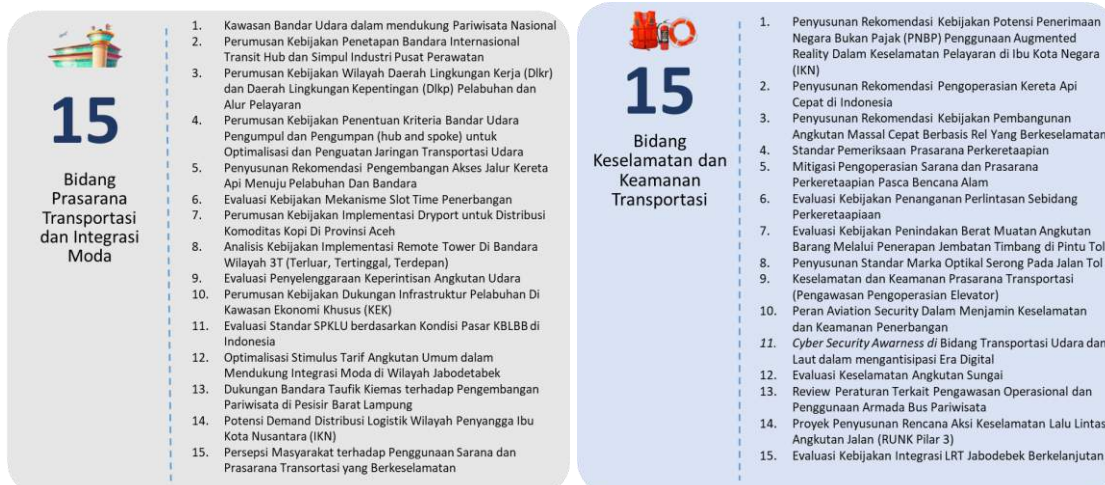 15
Bidang
Prasarana
Transportasi
dan Integrasi
Moda
1. Kawasan Bandar Udara dalam mendukung Pariwisata Nasional
2. Perumusan Kebijakan Penetapan Bandara Internasional
Transit Hub dan Simpul Industri Pusat Perawatan
3. Perumusan Kebijakan Wilayah Daerah Lingkungan Kerja (Dlkr)
dan Daerah Lingkungan Kepentingan (Dlkp) Pelabuhan dan
Alur Pelayaran
4. Perumusan Kebijakan Penentuan Kriteria Bandar Udara
Pengumpul dan Pengumpan (hub and spoke) untuk
Optimalisasi dan Penguatan Jaringan Transportasi Udara
5. Penyusunan Rekomendasi Pengembangan Akses Jalur Kereta
Api Menuju Pelabuhan Dan Bandara
6. Evaluasi Kebijakan Mekanisme Slot Time Penerbangan
7. Perumusan Kebijakan Implementasi Dryport untuk Distribusi
Komoditas Kopi Di Provinsi Aceh
8. Analisis Kebijakan Implementasi Remote Tower Di Bandara
Wilayah 3T (Terluar, Tertinggal, Terdepan)
9. Evaluasi Penyelenggaraan Keperintisan Angkutan Udara
10. Perumusan Kebijakan Dukungan Infrastruktur Pelabuhan Di
Kawasan Ekonomi Khusus (KEK)
11. Evaluasi Standar SPKLU berdasarkan Kondisi Pasar KBLBB di
Indonesia
12. Optimalisasi Stimulus Tarif Angkutan Umum dalam
Mendukung Integrasi Moda di Wilayah Jabodetabek
13. Dukungan Bandara Taufik Kiemas terhadap Pengembangan
Pariwisata di Pesisir Barat Lampung
14. Potensi Demand Distribusi Logistik Wilayah Penyangga Ibu
Kota Nusantara (IKN)
15. Persepsi Masyarakat terhadap Penggunaan Sarana dan
Prasarana Transortasi yang Berkeselamatan
15
Bidang
Keselamatan dan
Keamanan
Transportasi
1. Penyusunan Rekomendasi Kebijakan Potensi Penerimaan
Negara Bukan Pajak (PNBP) Penggunaan Augmented
Reality Dalam Keselamatan Pelayaran di Ibu Kota Negara
(IKN)
2. Penyusunan Rekomendasi Pengoperasian Kereta Api
Cepat di Indonesia
3. Penyusunan Rekomendasi Kebijakan Pembangunan
Angkutan Massal Cepat Berbasis Rel Yang Berkeselamatan
4. Standar Pemeriksaan Prasarana Perkeretaapian
5. Mitigasi Pengoperasian Sarana dan Prasarana
Perkeretaapian Pasca Bencana Alam
6. Evaluasi Kebijakan Penanganan Perlintasan Sebidang
Perkeretaapiaan
7. Evaluasi Kebijakan Penindakan Berat Muatan Angkutan
Barang Melalui Penerapan Jembatan Timbang di Pintu Tol
8. Penyusunan Standar Marka Optikal Serong Pada Jalan Tol
9. Keselamatan dan Keamanan Prasarana Transportasi
(Pengawasan Pengoperasian Elevator)
10. Peran Aviation Security Dalam Menjamin Keselamatan
dan Keamanan Penerbangan
11. Cyber Security Awarness di Bidang Transportasi Udara dan
Laut dalam mengantisipasi Era Digital
12. Evaluasi Keselamatan Angkutan Sungai
13. Review Peraturan Terkait Pengawasan Operasional dan
Penggunaan Armada Bus Pariwisata
14. Proyek Penyusunan Rencana Aksi Keselamatan Lalu Lintas
Angkutan Jalan (RUNK Pilar 3)
15. Evaluasi Kebijakan Integrasi LRT Jabodebek Berkelanjutan